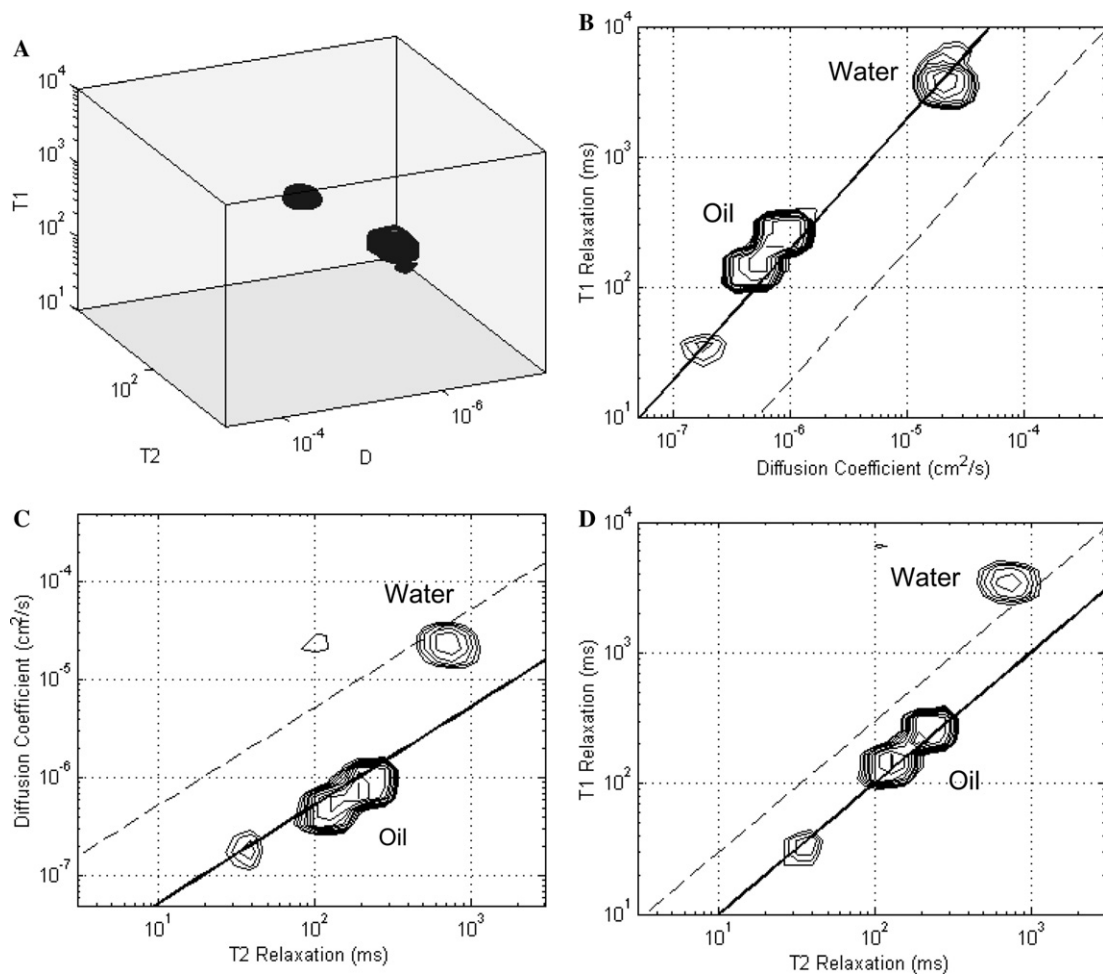 A
10^4
10^3
10^2
10^1
T1
10^2
T2
10^-4
D
10^-6
B
10^4
10^3
10^2
10^1
T1 Relaxation (ms)
Water
Oil
10^-7
10^-6
10^-5
10^-4
Diffusion Coefficient (cm^2/s)
C
10^-4
10^-5
10^-6
10^-7
Diffusion Coefficient (cm^2/s)
Water
Oil
10^1
10^2
10^3
T2 Relaxation (ms)
D
10^4
10^3
10^2
10^1
T1 Relaxation (ms)
Water
Oil
10^1
10^2
10^3
T2 Relaxation (ms)